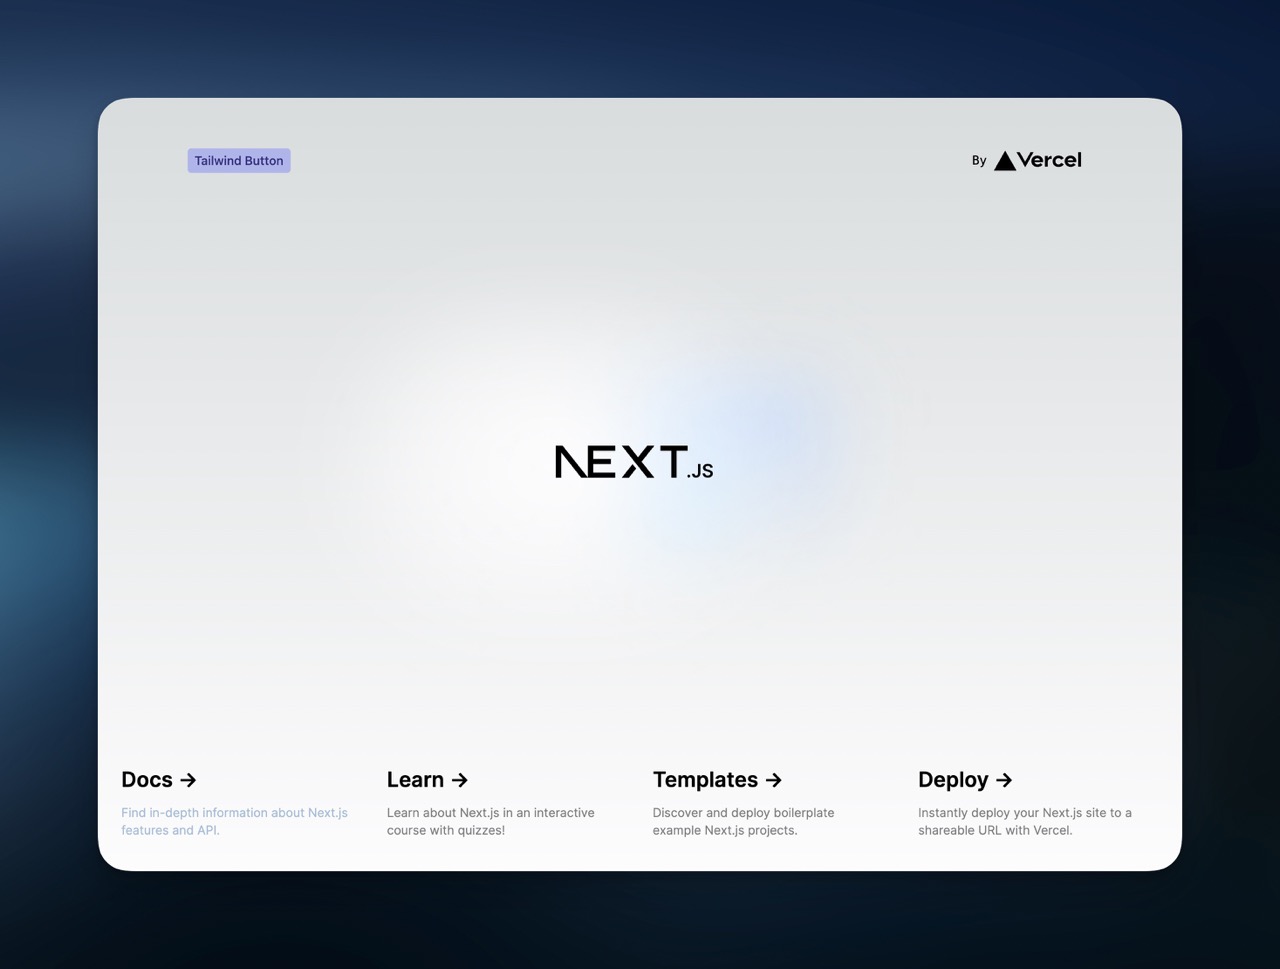 Tailwind Button
By Vercel
NEXT.JS
Docs →
Find in-depth information about Next.js
features and API.
Learn →
Learn about Next.js in an interactive
course with quizzes!
Templates →
Discover and deploy boilerplate
example Next.js projects.
Deploy →
Instantly deploy your Next.js site to a
shareable URL with Vercel.